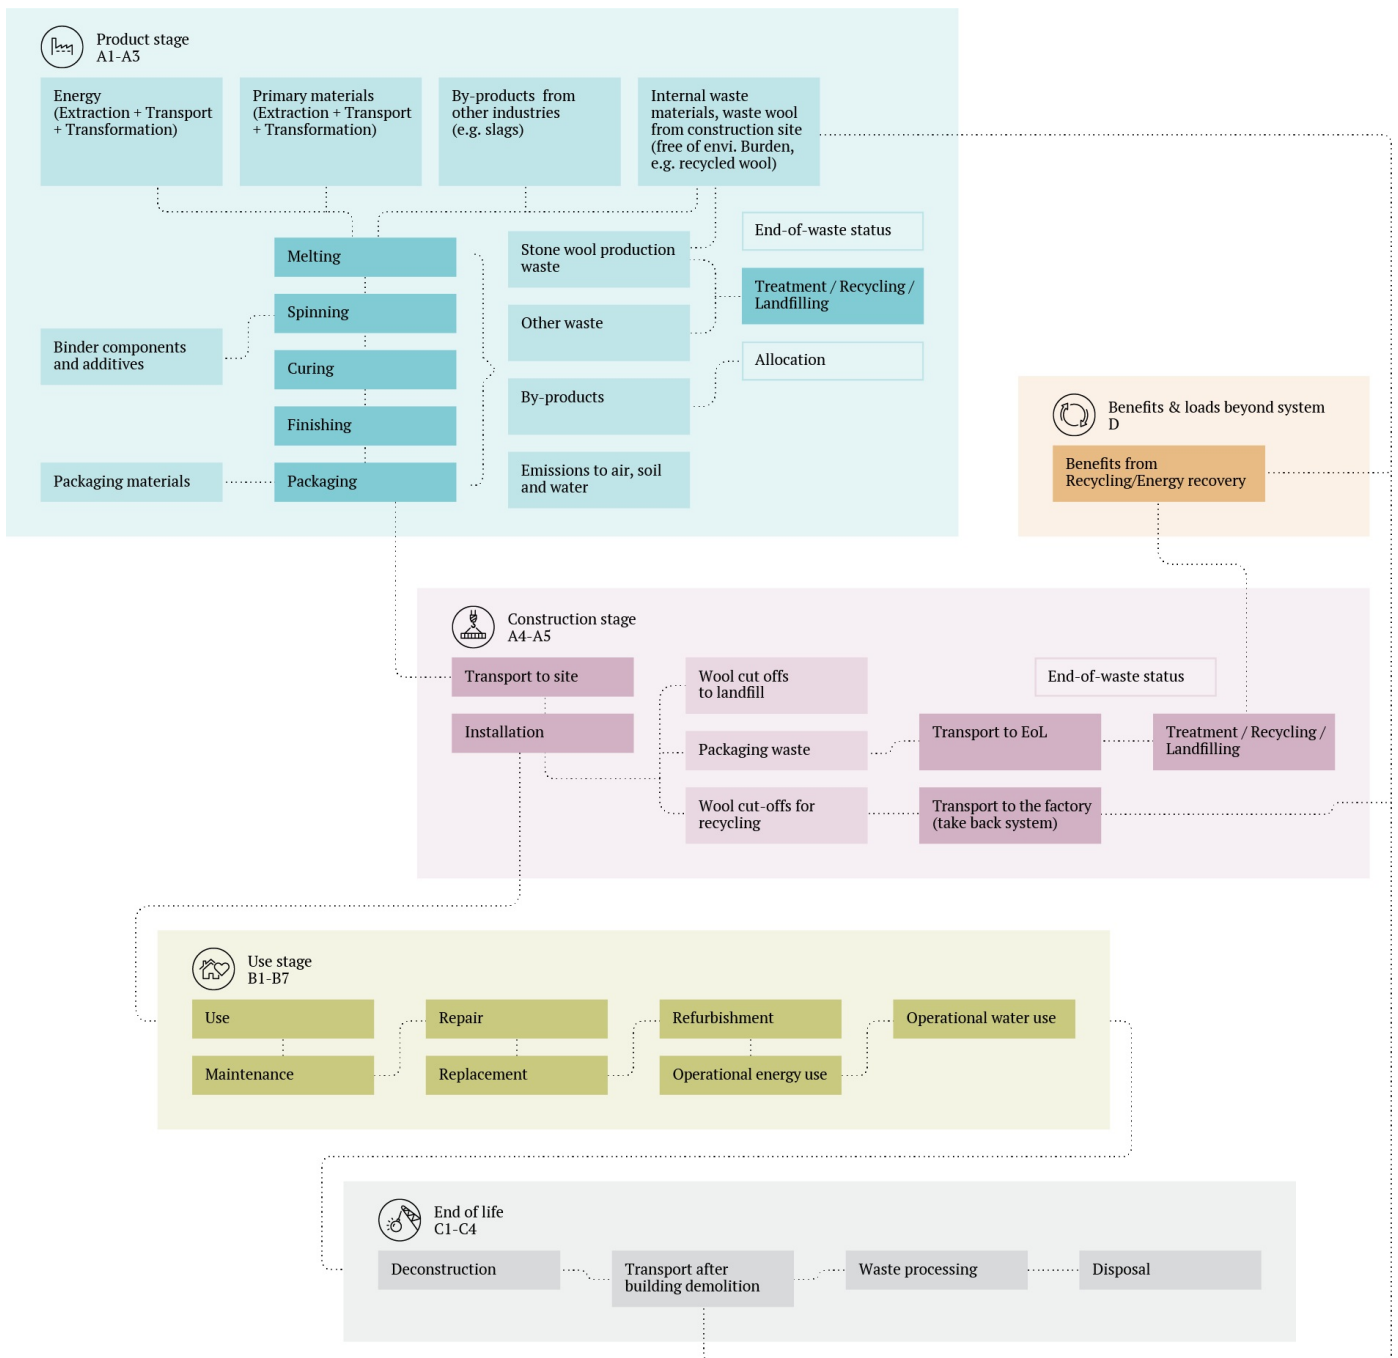 Product stage
A1-A3
Energy
(Extraction + Transport
+ Transformation)
Primary materials
(Extraction + Transport
+ Transformation)
By-products from
other industries
(e.g. slags)
Internal waste
materials, waste wool
from construction site
(free of envi. Burden,
e.g. recycled wool)
Melting
Spinning
Curing
Finishing
Packaging
Binder components
and additives
Packaging materials
Stone wool production
waste
Other waste
By-products
Emissions to air, soil
and water
End-of-waste status
Treatment / Recycling /
Landfilling
Allocation
Benefits & loads beyond system
D
Benefits from
Recycling/Energy recovery
Construction stage
A4-A5
Transport to site
Installation
Wool cut offs
to landfill
Packaging waste
Wool cut-offs for
recycling
End-of-waste status
Transport to EoL
Treatment / Recycling /
Landfilling
Transport to the factory
(take back system)
Use stage
B1-B7
Use
Maintenance
Repair
Replacement
Refurbishment
Operational energy use
Operational water use
End of life
C1-C4
Deconstruction
Transport after
building demolition
Waste processing
Disposal